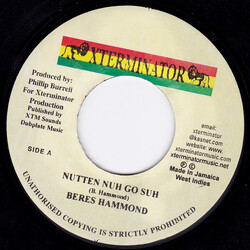 XTERMINATOR
Produced by:
Phillip Burrell
For Xterminator
Production
Published by
XTM Sounds
Dubplate Music
email/
xterminator
@kasnet.com
website/www.
xterminatormusic.com
email/
xterminator@
xterminatormusic.net
Made in Jamaica
West Indies
SIDE A
NUTTEN NUH GO SUH
(B. Hammond)
BERES HAMMOND
UNAUTHORISED COPYING IS STRICTLY PROHIBITED